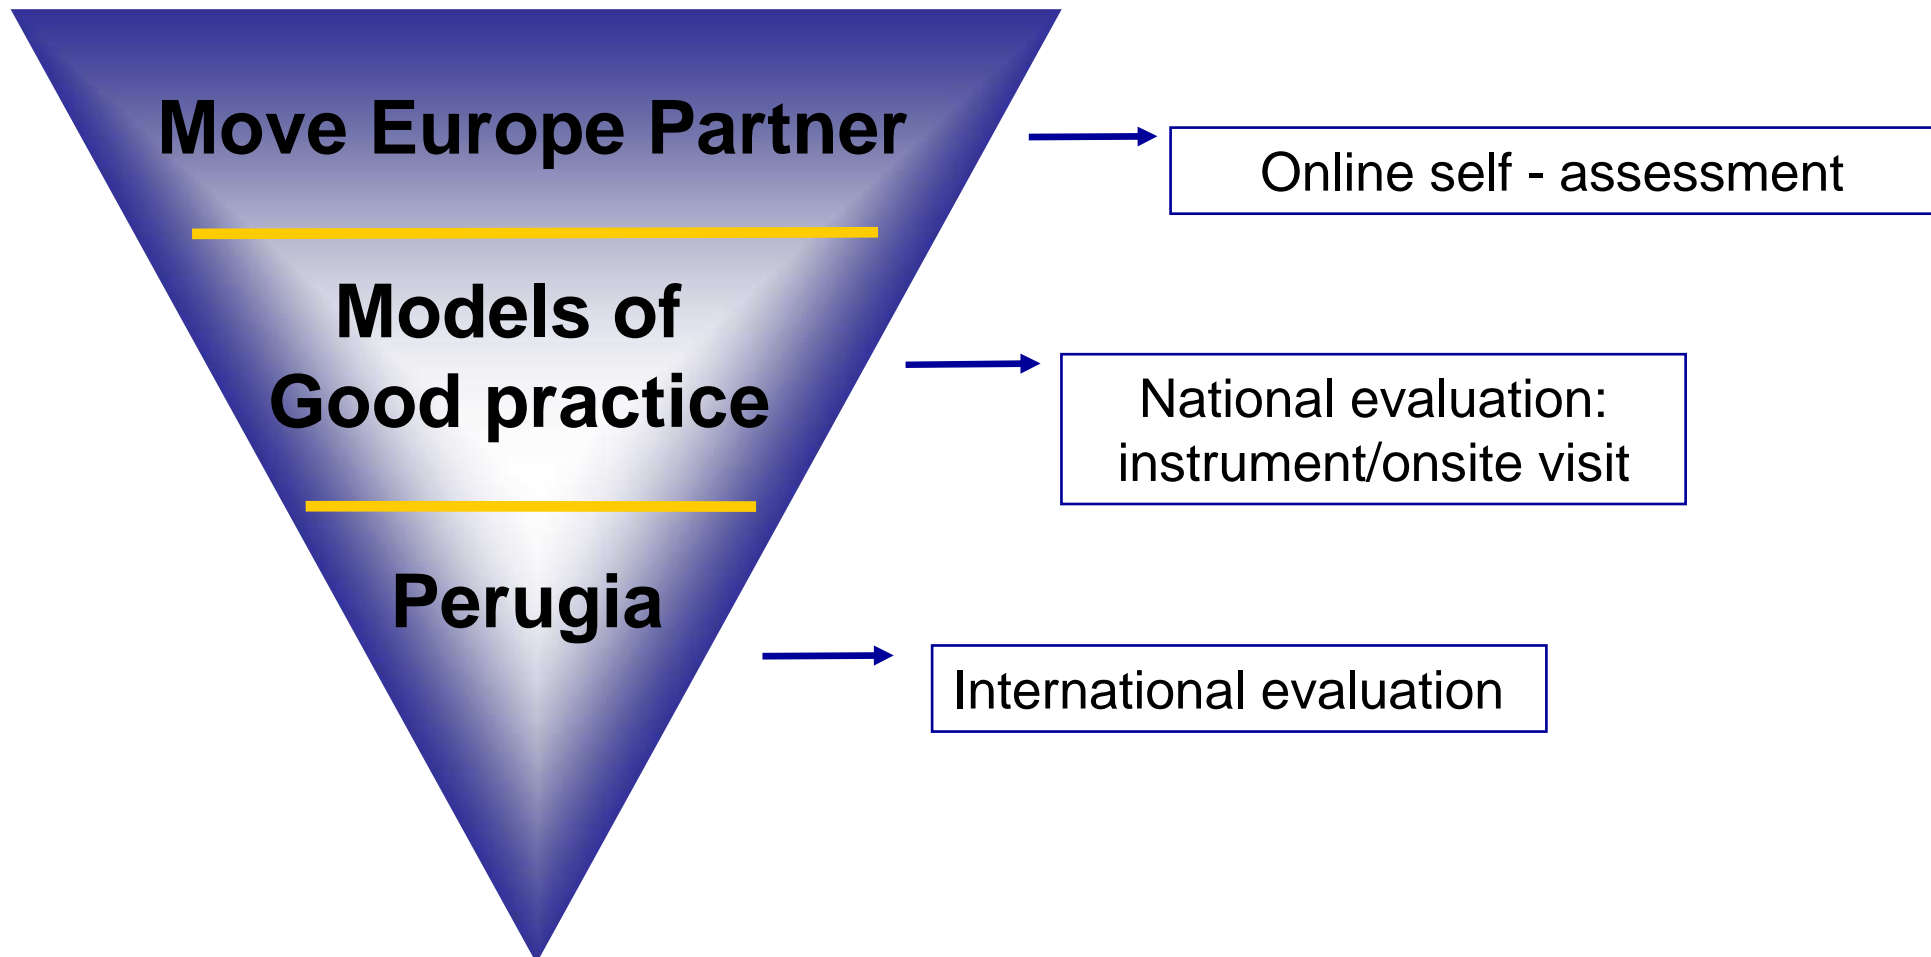 Move Europe Partner
Online self - assessment
Models of
Good practice
National evaluation:
instrument/onsite visit
Perugia
International evaluation